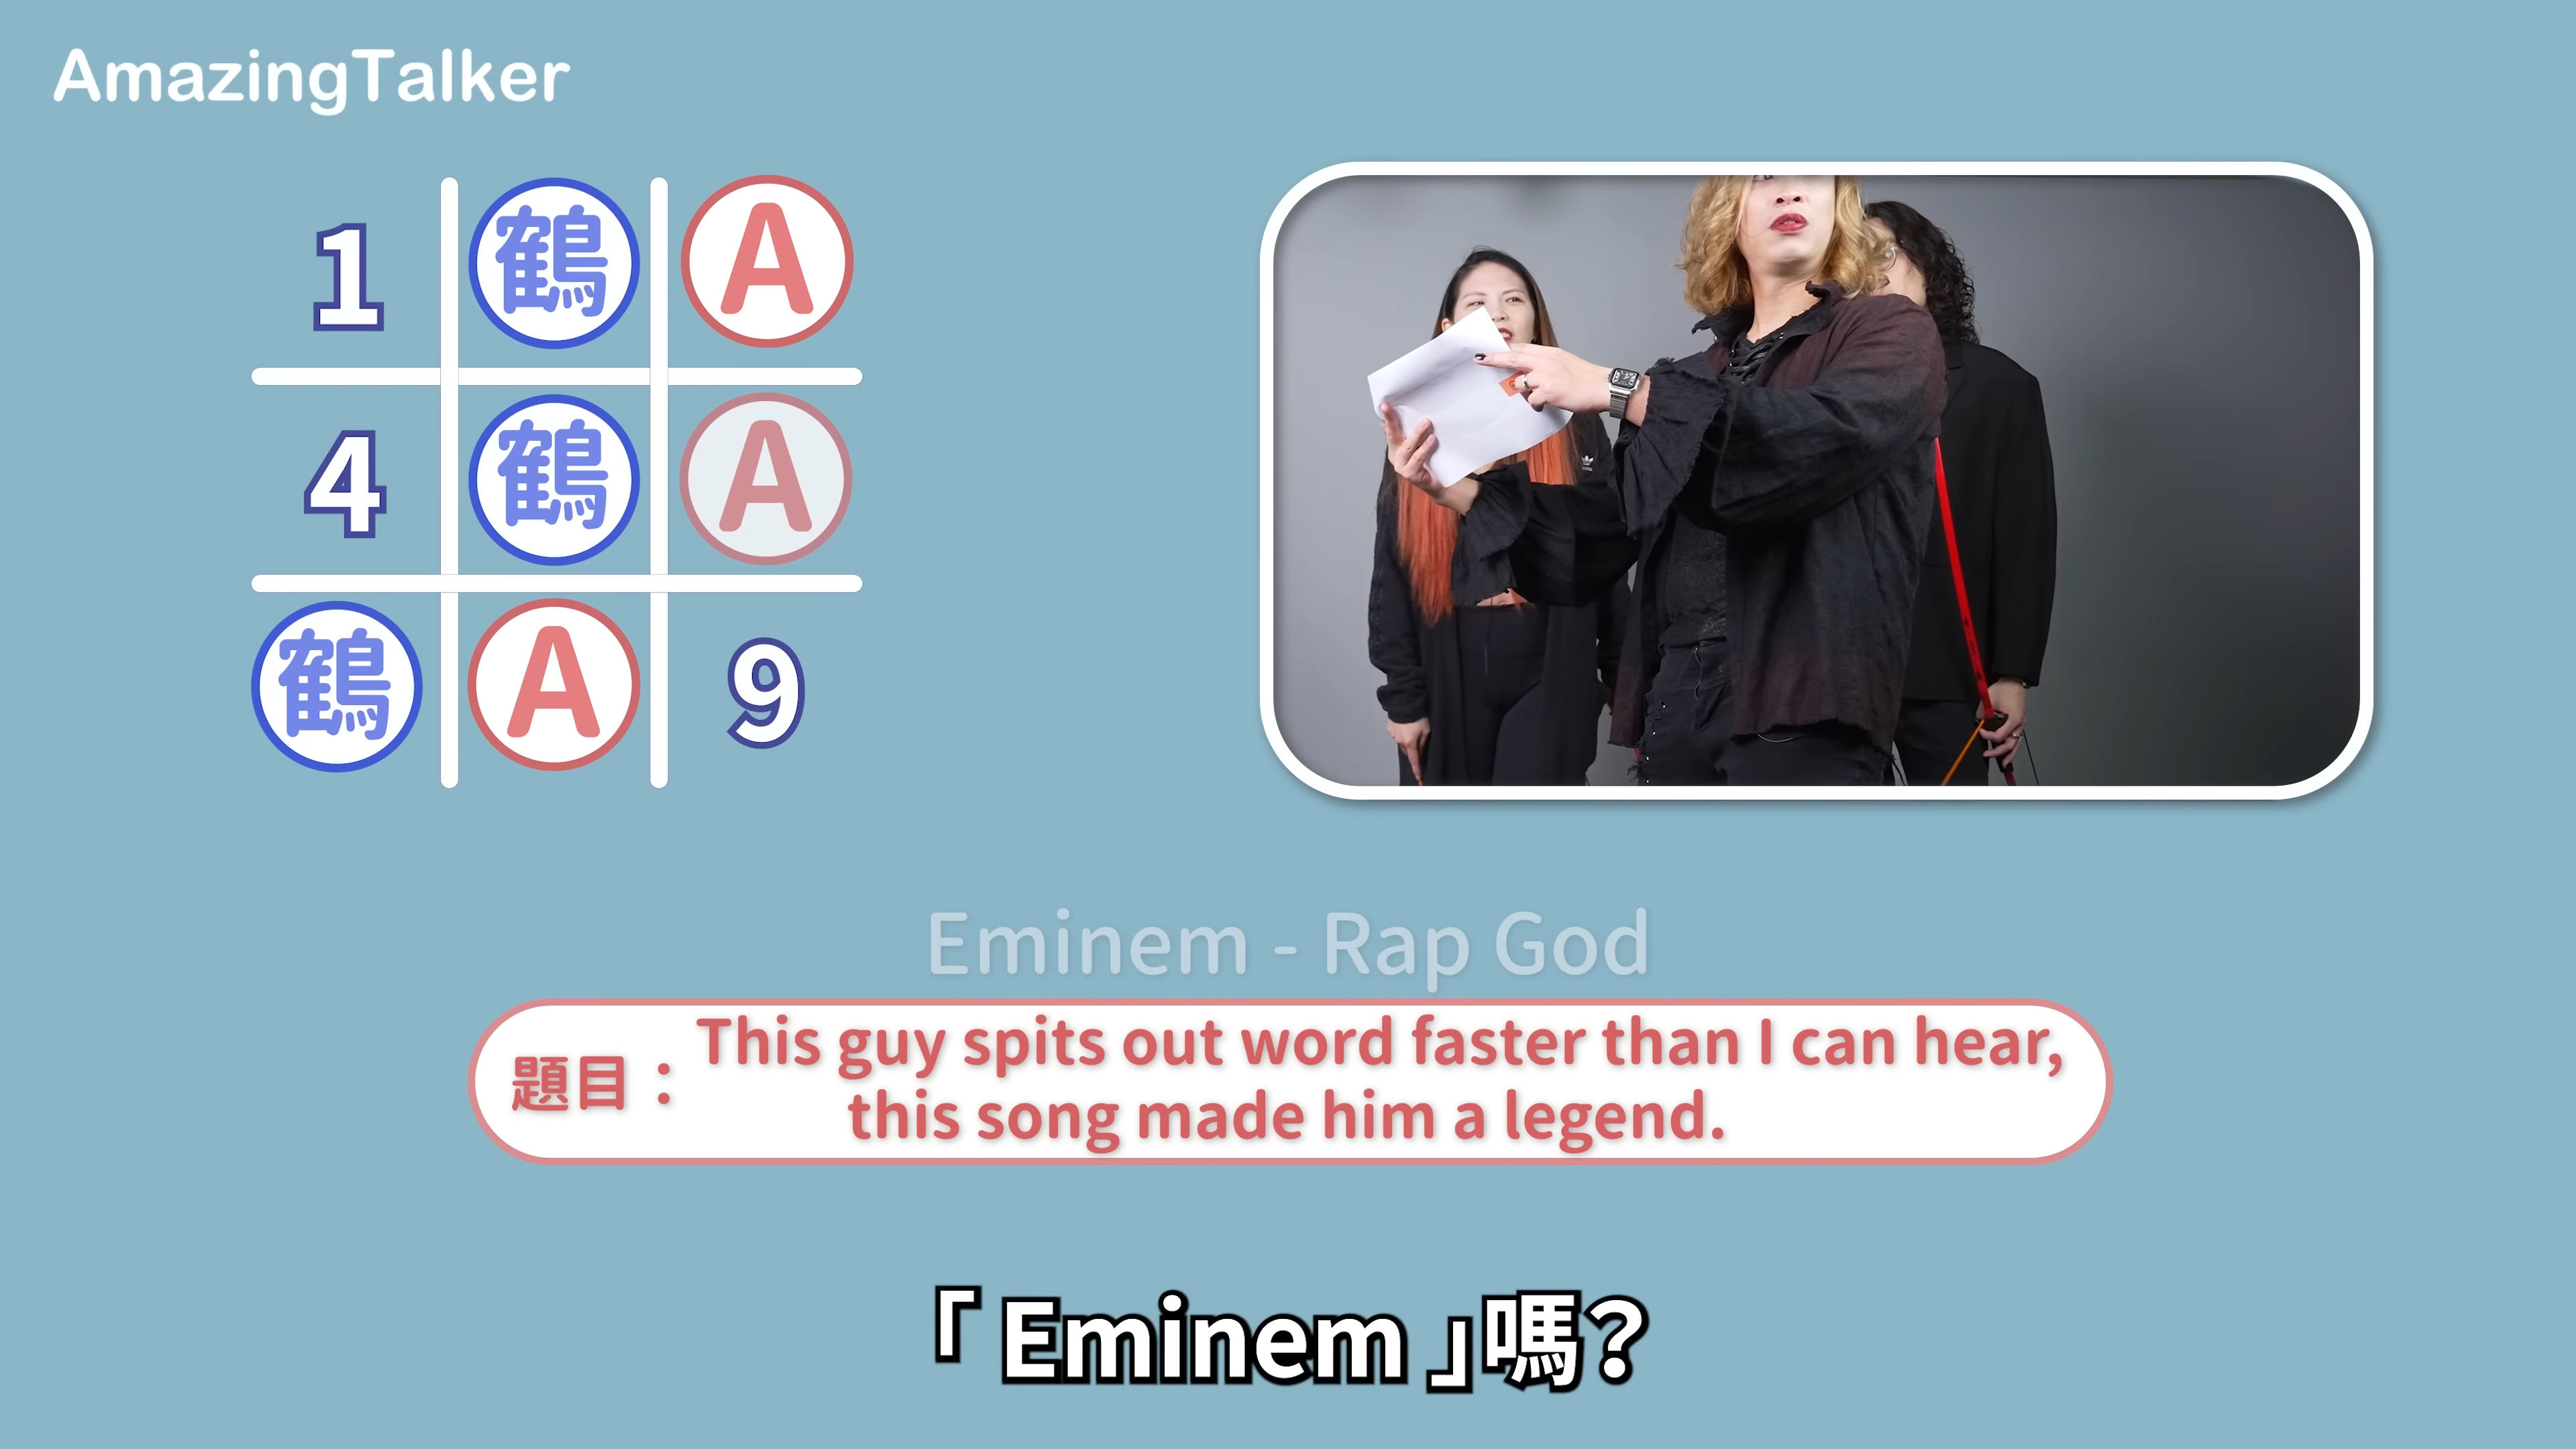 AmazingTalker
1 鶴 A
4 鶴 A
鶴 A 9
Eminem - Rap God
題目：This guy spits out word faster than I can hear,
this song made him a legend.
「Eminem」嗎？